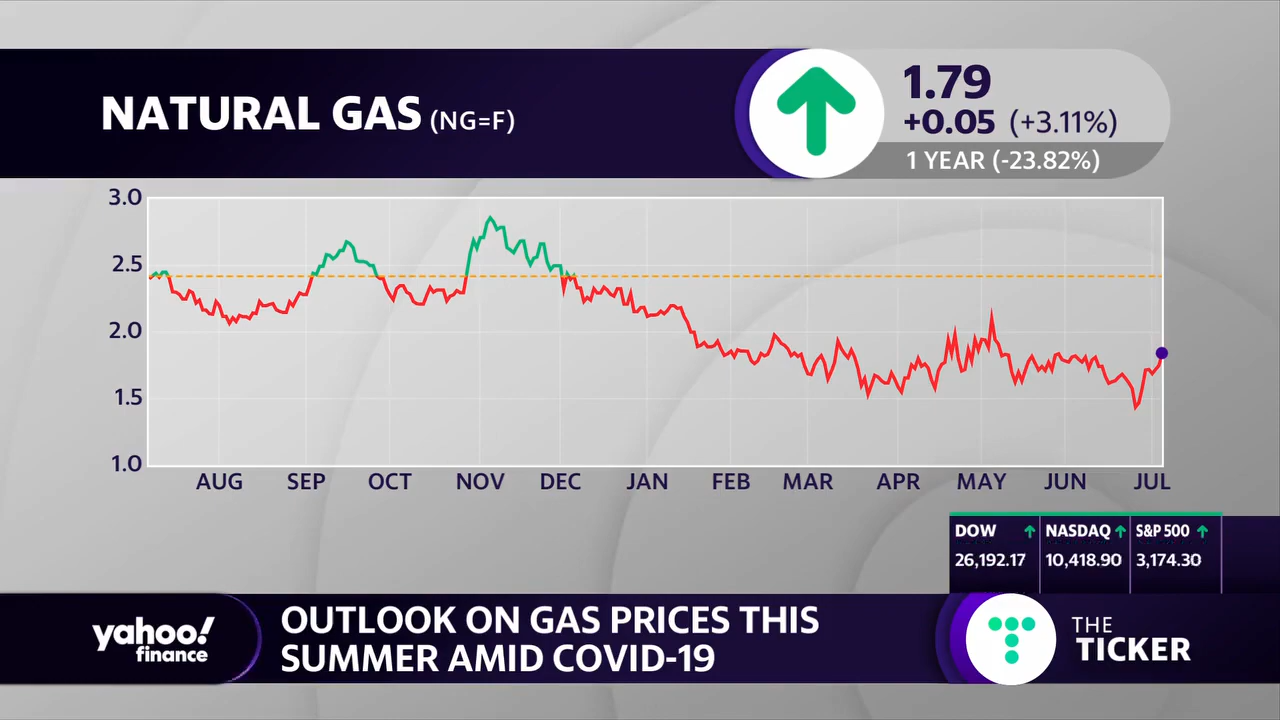 NATURAL GAS (NG=F)
1.79
+0.05 (+3.11%)
1 YEAR (-23.82%)
3.0
2.5
2.0
1.5
1.0
AUG SEP OCT NOV DEC JAN FEB MAR APR MAY JUN JUL
DOW NASDAQ S&P 500
26,192.17 10,418.90 3,174.30
yahoo!
finance
OUTLOOK ON GAS PRICES THIS
SUMMER AMID COVID-19
THE
TICKER